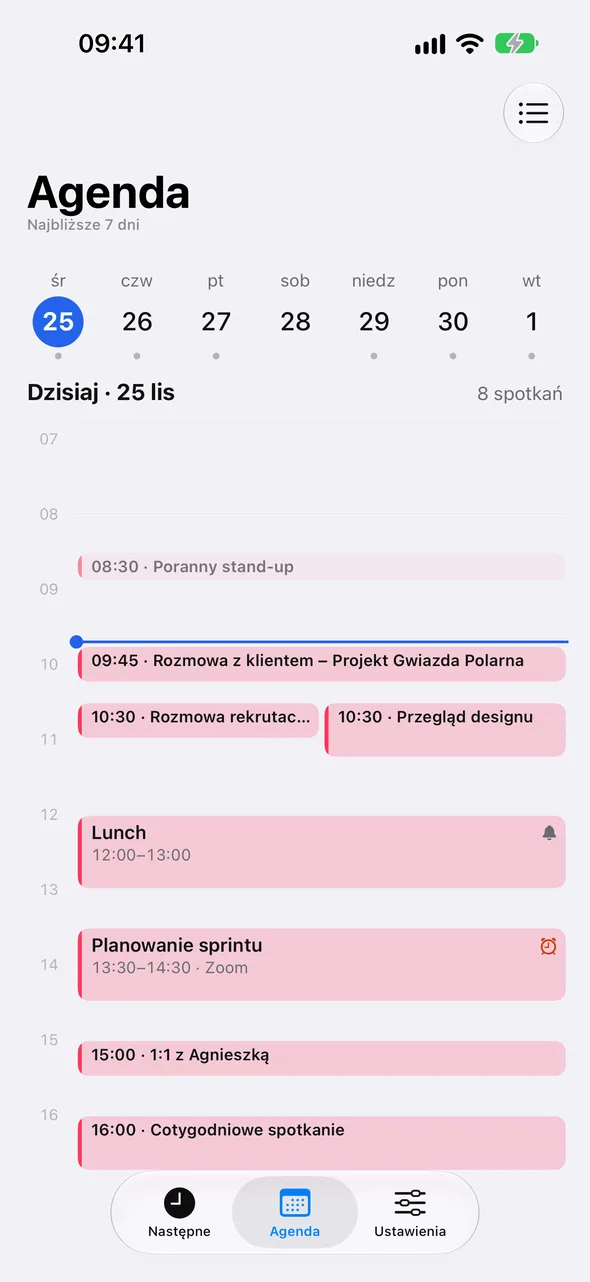 09:41
Agenda
Najbliższe 7 dni
śr czw pt sob niedz pon wt
25 26 27 28 29 30 1
Dzisiaj · 25 lis 8 spotkań
07
08
08:30 · Poranny stand-up
09
09:45 · Rozmowa z klientem – Projekt Gwiazda Polarna
10
10:30 · Rozmowa rekrutac... 10:30 · Przegląd designu
11
12
Lunch
12:00–13:00
13
Planowanie sprintu
13:30–14:30 · Zoom
14
15
15:00 · 1:1 z Agnieszką
16
16:00 · Cotygodniowe spotkanie
Następne Agenda Ustawienia